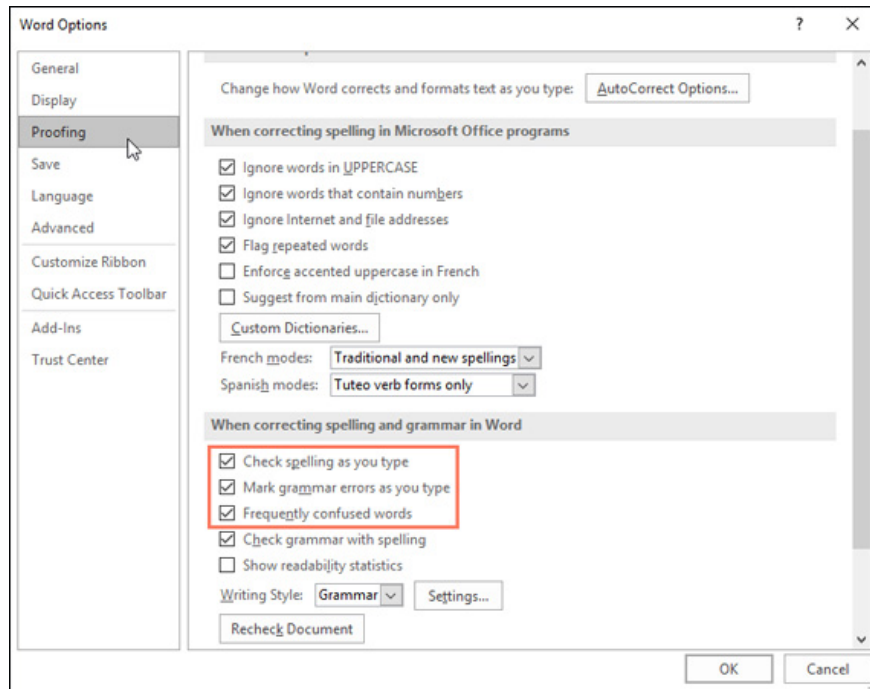 Word Options
General
Display
Proofing
Save
Language
Advanced
Customize Ribbon
Quick Access Toolbar
Add-Ins
Trust Center
Change how Word corrects and formats text as you type: AutoCorrect Options...
When correcting spelling in Microsoft Office programs
Ignore words in UPPERCASE
Ignore words that contain numbers
Ignore Internet and file addresses
Flag repeated words
Enforce accented uppercase in French
Suggest from main dictionary only
Custom Dictionaries...
French modes: Traditional and new spellings
Spanish modes: Tuteo verb forms only
When correcting spelling and grammar in Word
Check spelling as you type
Mark grammar errors as you type
Frequently confused words
Check grammar with spelling
Show readability statistics
Writing Style: Grammar Settings...
Recheck Document
OK Cancel